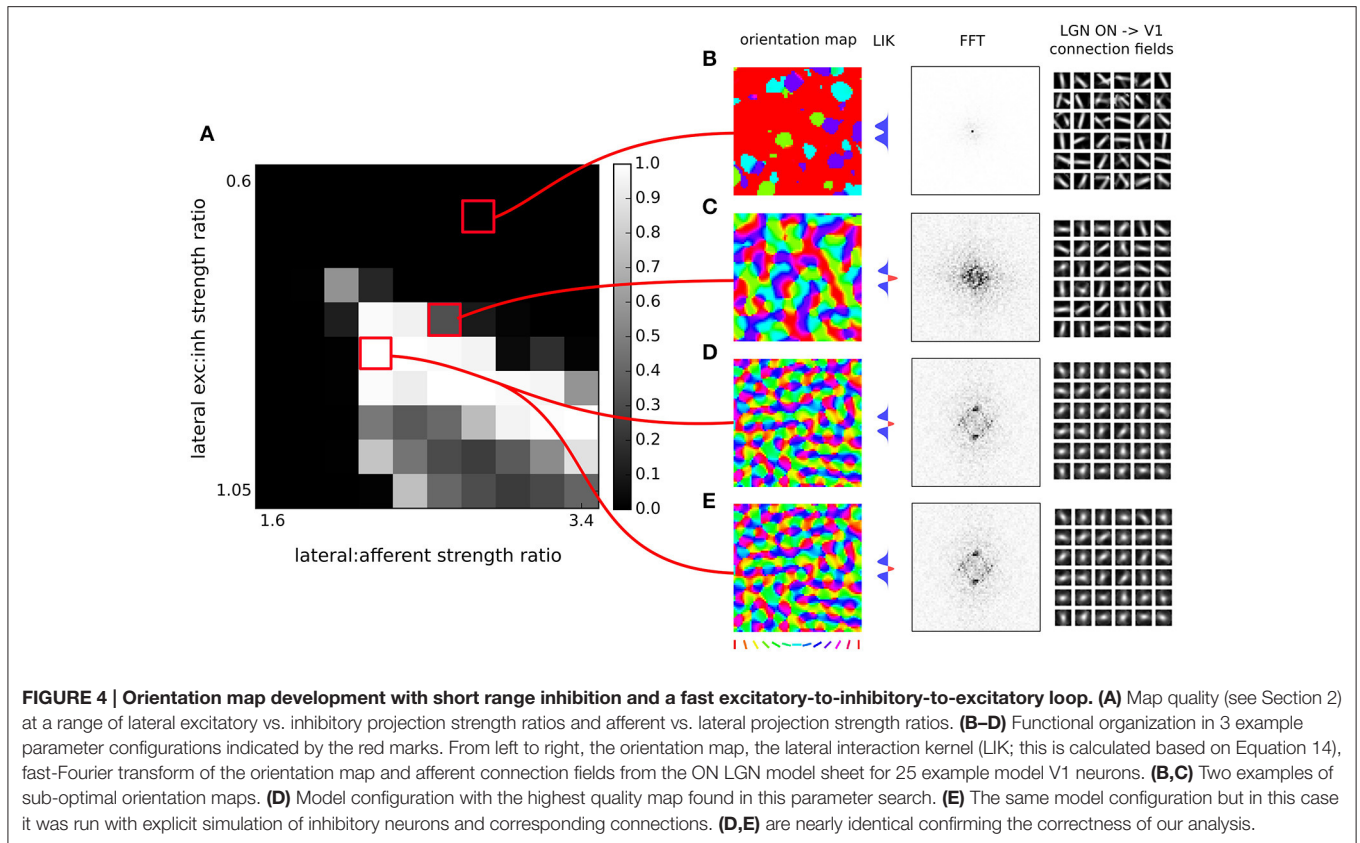 orientation map
LIK
FFT
LGN ON -> V1
connection fields
B
A
0.6
lateral exc:inh strength ratio
1.05
1.6
3.4
lateral:afferent strength ratio
1.0
0.9
0.8
0.7
0.6
0.5
0.4
0.3
0.2
0.1
0.0
C
D
E
FIGURE 4 | Orientation map development with short range inhibition and a fast excitatory-to-inhibitory-to-excitatory loop. (A) Map quality (see Section 2)
at a range of lateral excitatory vs. inhibitory projection strength ratios and afferent vs. lateral projection strength ratios. (B–D) Functional organization in 3 example
parameter configurations indicated by the red marks. From left to right, the orientation map, the lateral interaction kernel (LIK; this is calculated based on Equation 14),
fast-Fourier transform of the orientation map and afferent connection fields from the ON LGN model sheet for 25 example model V1 neurons. (B,C) Two examples of
sub-optimal orientation maps. (D) Model configuration with the highest quality map found in this parameter search. (E) The same model configuration but in this case
it was run with explicit simulation of inhibitory neurons and corresponding connections. (D,E) are nearly identical confirming the correctness of our analysis.